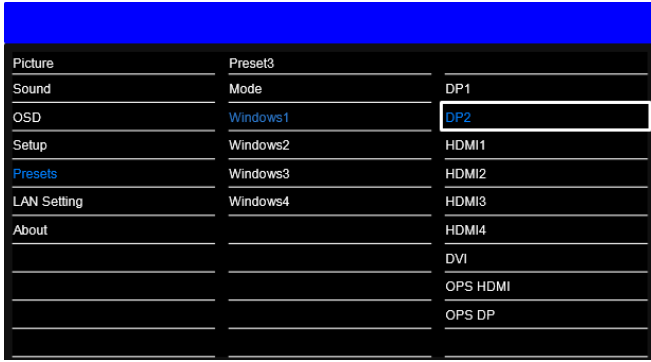 Picture Preset3
Sound Mode DP1
OSD Windows1 DP2
Setup Windows2 HDMI1
Presets Windows3 HDMI2
LAN Setting Windows4 HDMI3
About HDMI4
DVI
OPS HDMI
OPS DP